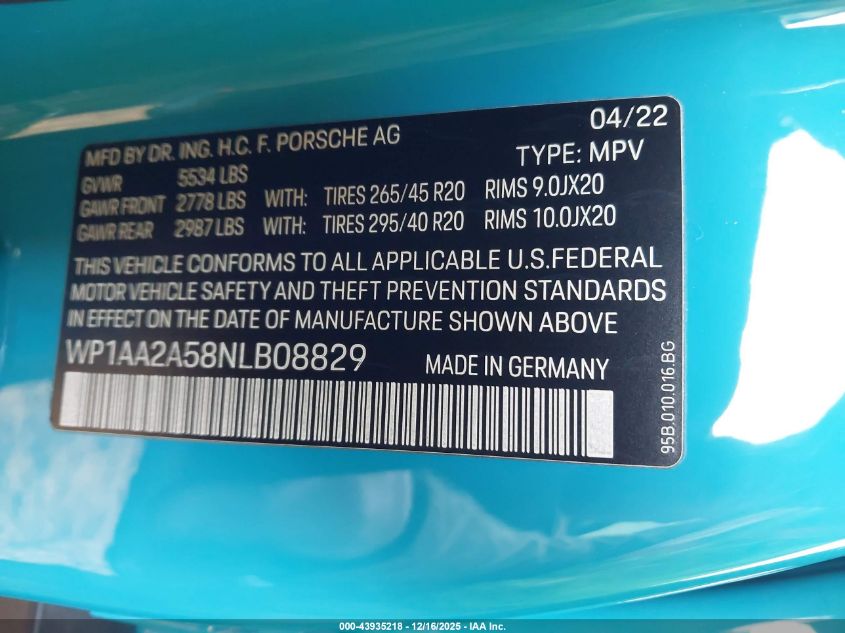 04/22
MFD BY DR. ING. H.C. F. PORSCHE AG
TYPE: MPV
GVWR 5534 LBS
GAWR FRONT 2778 LBS WITH: TIRES 265/45 R20 RIMS 9.0JX20
GAWR REAR 2987 LBS WITH: TIRES 295/40 R20 RIMS 10.0JX20
THIS VEHICLE CONFORMS TO ALL APPLICABLE U.S.FEDERAL
MOTOR VEHICLE SAFETY AND THEFT PREVENTION STANDARDS
IN EFFECT ON THE DATE OF MANUFACTURE SHOWN ABOVE
WP1AA2A58NLB08829 MADE IN GERMANY
95B.010.016.BG
000-43935218 - 12/16/2025 - IAA Inc.